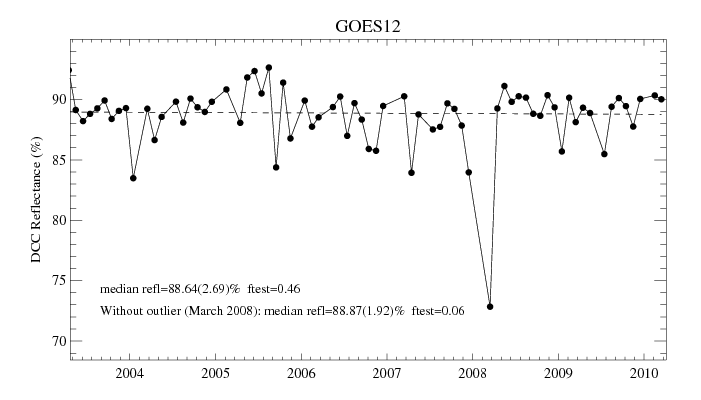 GOES12
DCC Reflectance (%)
90
85
80
75
70
median refl=88.64(2.69)% ftest=0.46
Without outlier (March 2008): median refl=88.87(1.92)% ftest=0.06
2004 2005 2006 2007 2008 2009 2010